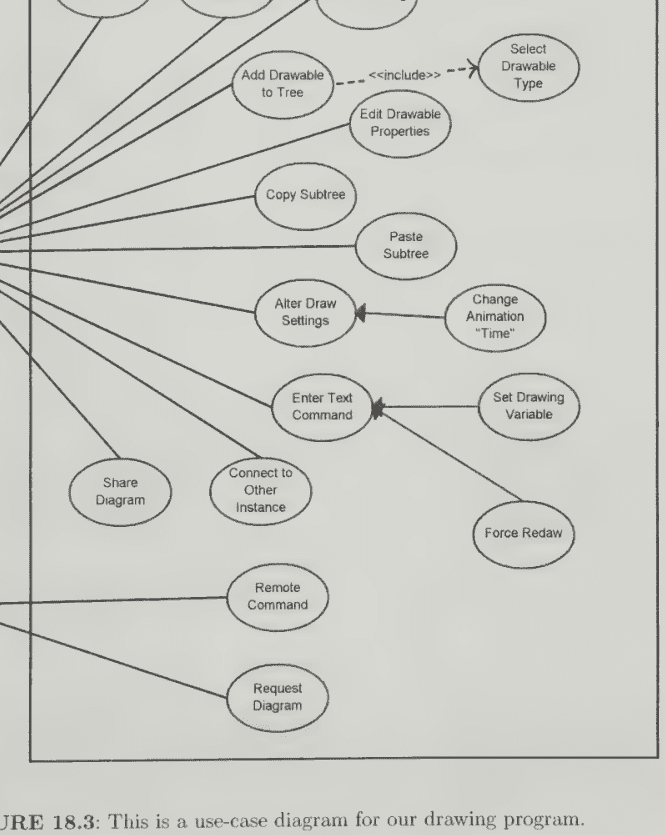 Select
Drawable
Type
Add Drawable
to Tree
<<include>>
Edit Drawable
Properties
Copy Subtree
Paste
Subtree
Alter Draw
Settings
Change
Animation
"Time"
Enter Text
Command
Set Drawing
Variable
Share
Diagram
Connect to
Other
Instance
Force Redaw
Remote
Command
Request
Diagram
URE 18.3: This is a use-case diagram for our drawing program.